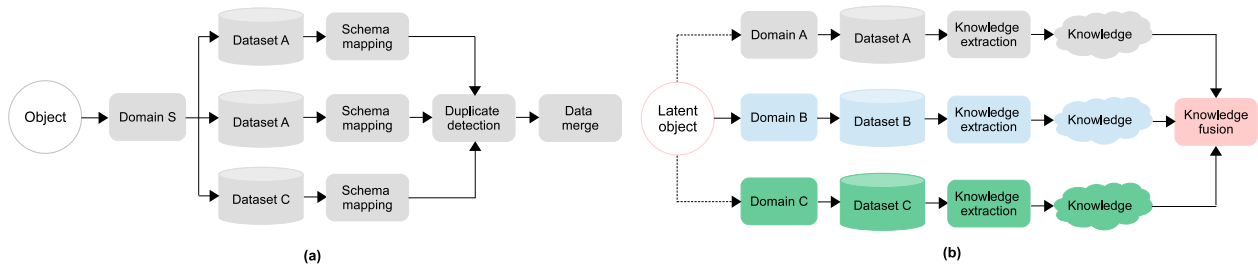 Object
Domain S
Dataset A
Schema
mapping
Dataset A
Schema
mapping
Dataset C
Schema
mapping
Duplicate
detection
Data
merge
(a)
Latent
object
Domain A
Dataset A
Knowledge
extraction
Knowledge
Domain B
Dataset B
Knowledge
extraction
Knowledge
Domain C
Dataset C
Knowledge
extraction
Knowledge
Knowledge
fusion
(b)